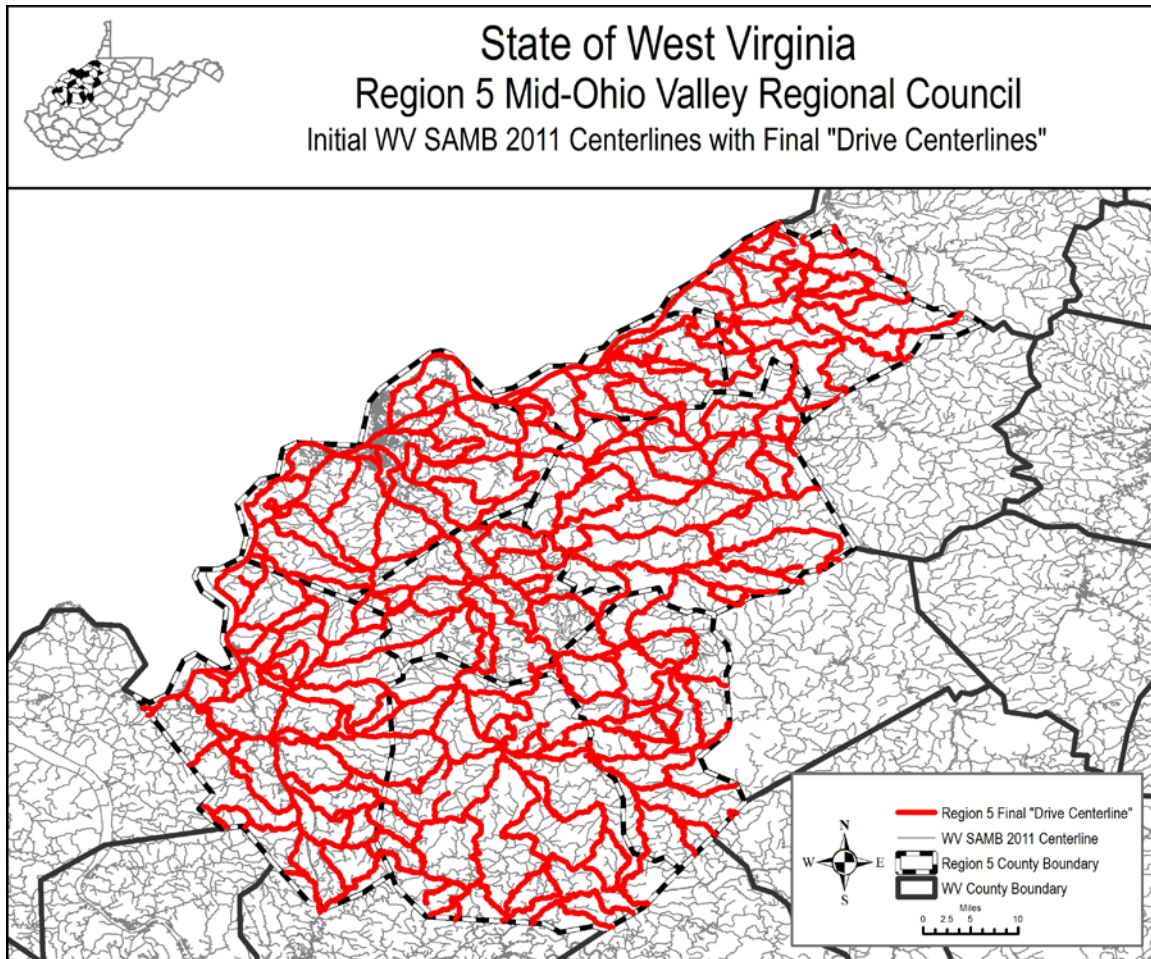 State of West Virginia
Region 5 Mid-Ohio Valley Regional Council
Initial WV SAMB 2011 Centerlines with Final "Drive Centerlines"
Region 5 Final "Drive Centerline"
WV SAMB 2011 Centerline
Region 5 County Boundary
WV County Boundary
N
W E
S
Miles
0 2.5 5 10